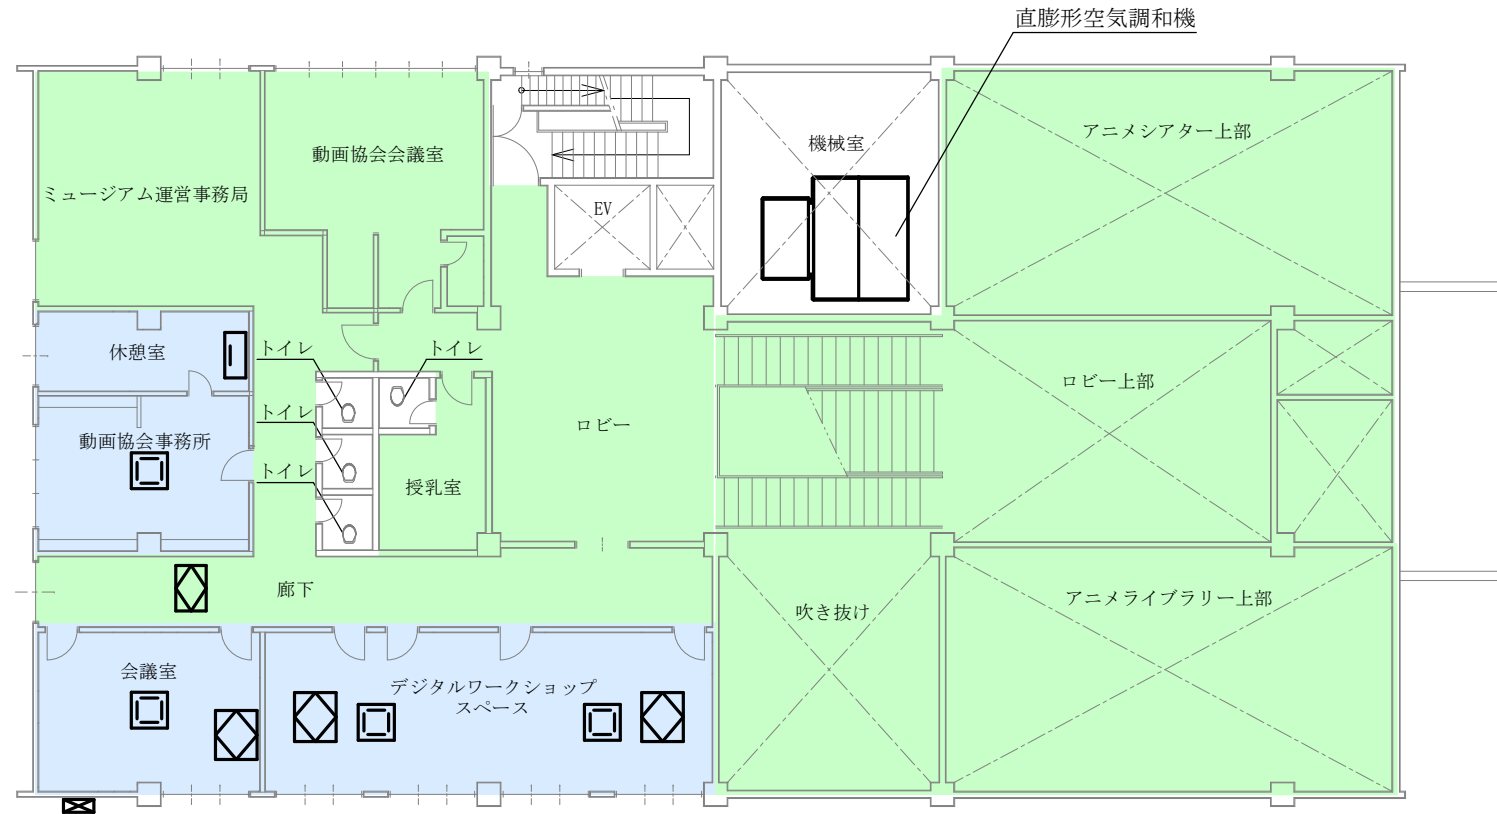 直膨形空気調和機
アニメシアター上部
機械室
動画協会会議室
ミュージアム運営事務局
EV
トイレ
トイレ
休憩室
ロビー上部
トイレ
ロビー
動画協会事務所
トイレ
授乳室
廊下
アニメライブラリー上部
吹き抜け
会議室
デジタルワークショップ
スペース